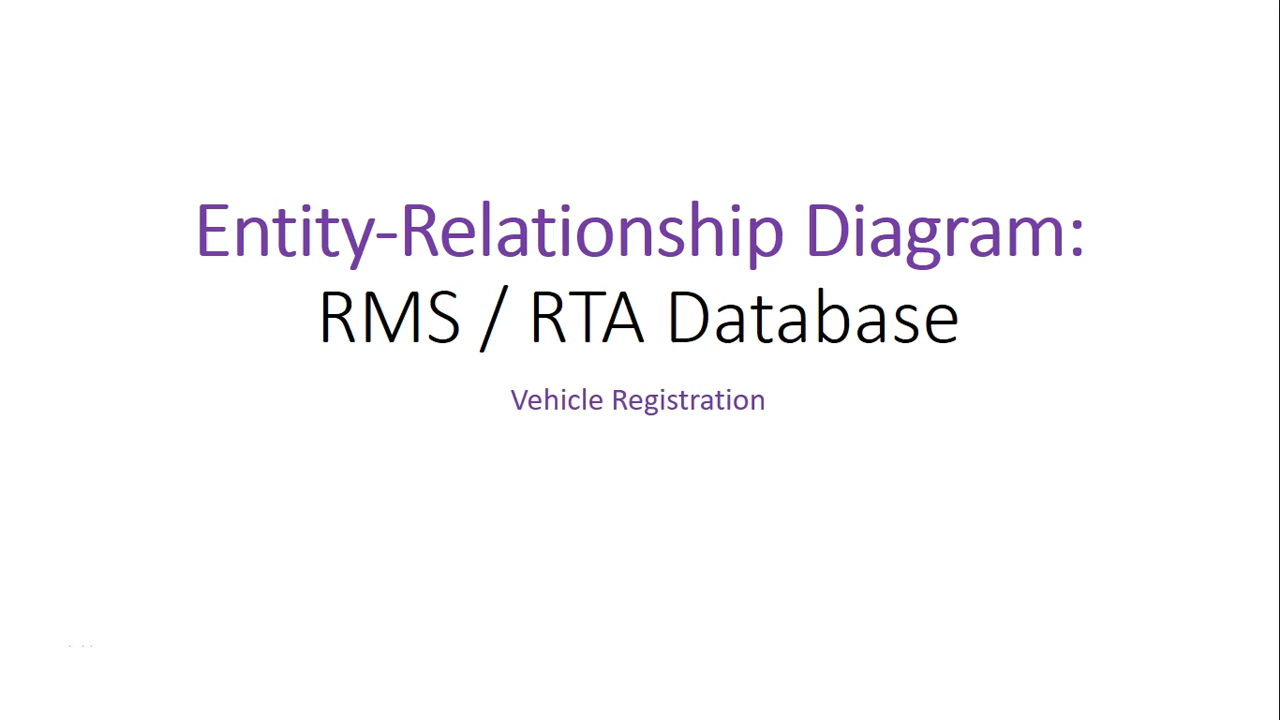 Entity-Relationship Diagram:
RMS / RTA Database
Vehicle Registration